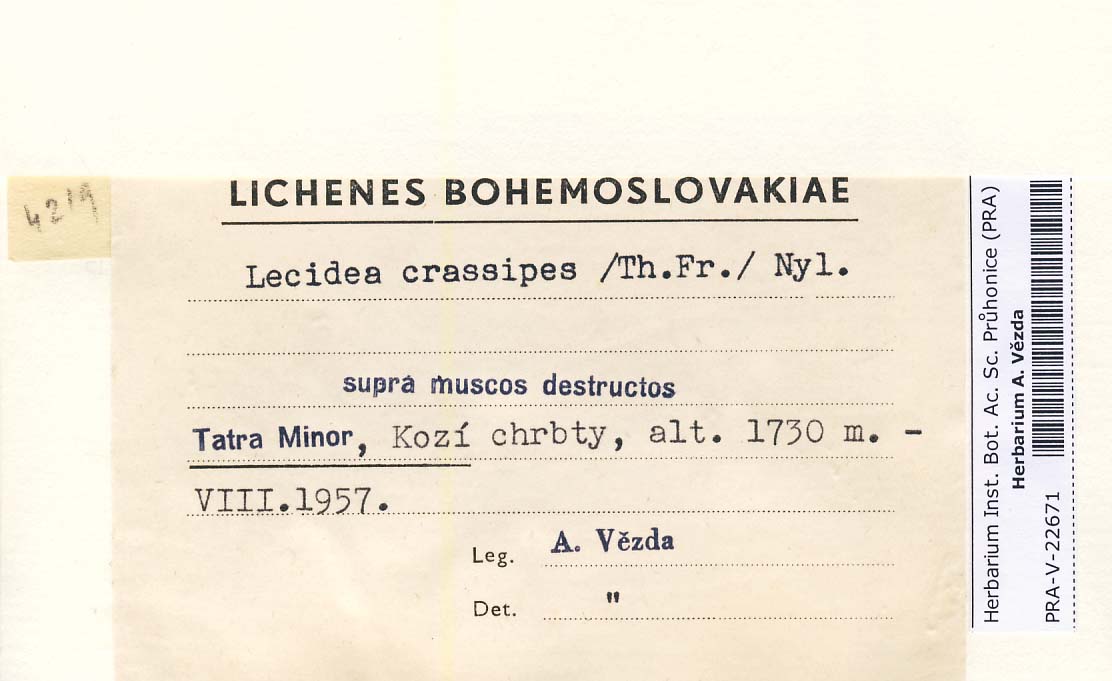 4219
LICHENES BOHEMOSLOVAKIAE
Lecidea crassipes /Th.Fr./ Nyl.
supra muscos destructos
Tatra Minor, Kozí chrbty, alt. 1730 m. -
VIII.1957.
Leg. A. Vězda
Det. "
Herbarium Inst. Bot. Ac. Sc. Průhonice (PRA)
Herbarium A. Vězda
PRA-V-22671